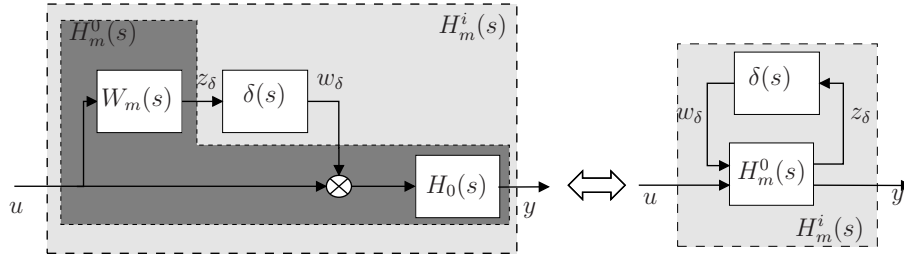 H_m^0(s)
H_m^i(s)
z_δ
w_δ
W_m(s)
δ(s)
H_0(s)
u
y
δ(s)
w_δ
z_δ
H_m^0(s)
u
y
H_m^i(s)